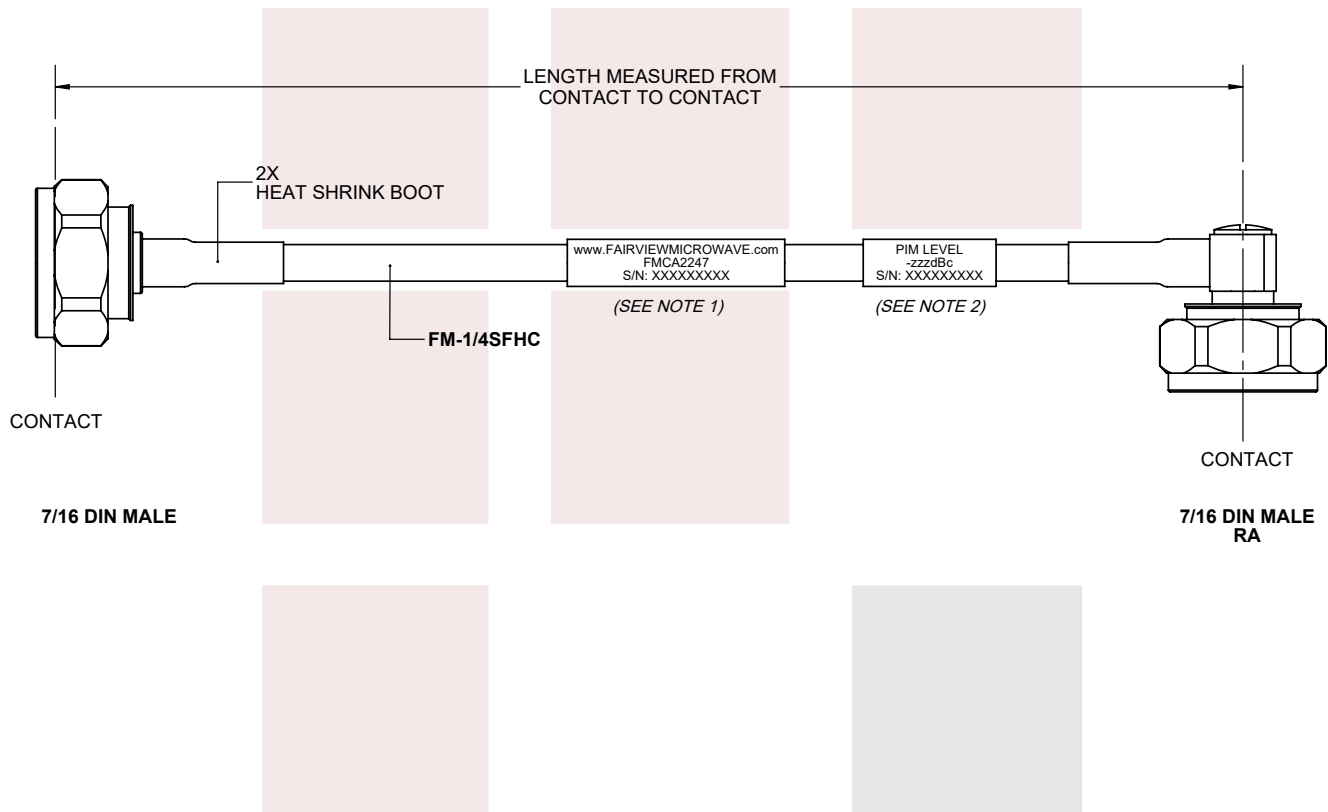 LENGTH MEASURED FROM
CONTACT TO CONTACT
2X
HEAT SHRINK BOOT
www.FAIRVIEWMICROWAVE.com
FMCA2247
S/N: XXXXXXXXX
PIM LEVEL
-zzzdBc
S/N: XXXXXXXXX
(SEE NOTE 1)
(SEE NOTE 2)
FM-1/4SFHC
CONTACT
CONTACT
7/16 DIN MALE
7/16 DIN MALE
RA